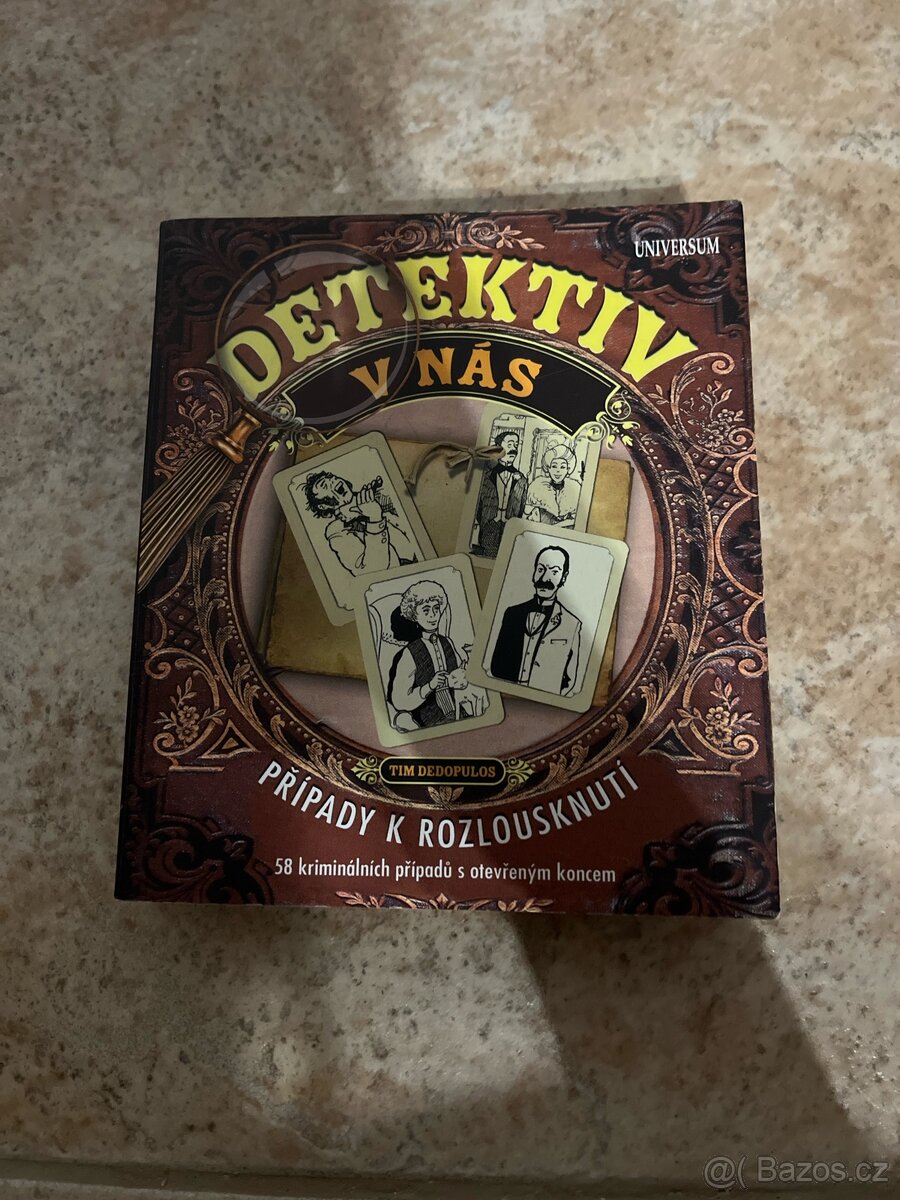 UNIVERSUM
DETEKTIV
V NÁS
TIM DEDOPULOS
PŘÍPADY K ROZLOUSKNUTÍ
58 kriminálních případů s otevřeným koncem
@( Bazos.cz